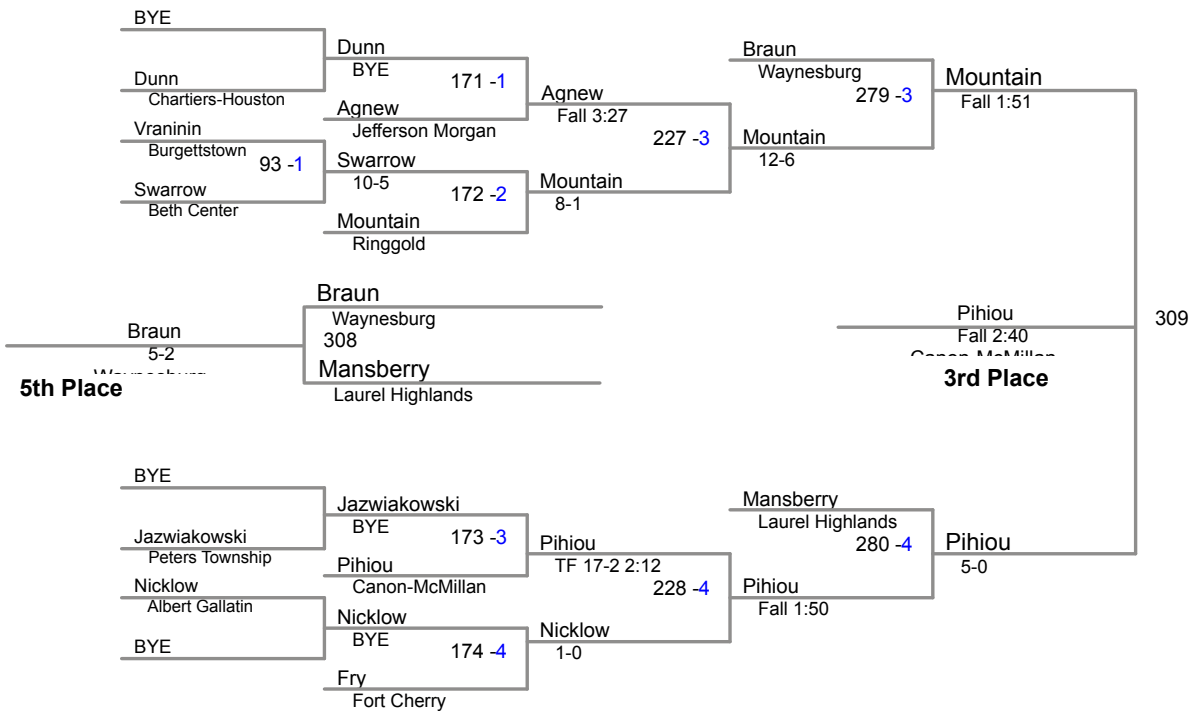 BYE
Dunn
Chartiers-Houston
Vraninin
Burgettstown
93 -1
Swarrow
Beth Center
Dunn
BYE
171 -1
Agnew
Jefferson Morgan
Swarrow
10-5
172 -2
Mountain
Ringgold
Agnew
Fall 3:27
227 -3
Mountain
8-1
Braun
Waynesburg
279 -3
Mountain
12-6
Mountain
Fall 1:51
Braun
5-2
Waynesburg
5th Place
Braun
Waynesburg
308
Mansberry
Laurel Highlands
Pihiou
Fall 2:40
Canon-McMillan
3rd Place
309
BYE
Jazwiakowski
Peters Township
Nicklow
Albert Gallatin
BYE
Jazwiakowski
BYE
173 -3
Pihiou
Canon-McMillan
Nicklow
BYE
174 -4
Fry
Fort Cherry
Pihiou
TF 17-2 2:12
228 -4
Nicklow
1-0
Mansberry
Laurel Highlands
280 -4
Pihiou
Fall 1:50
Pihiou
5-0